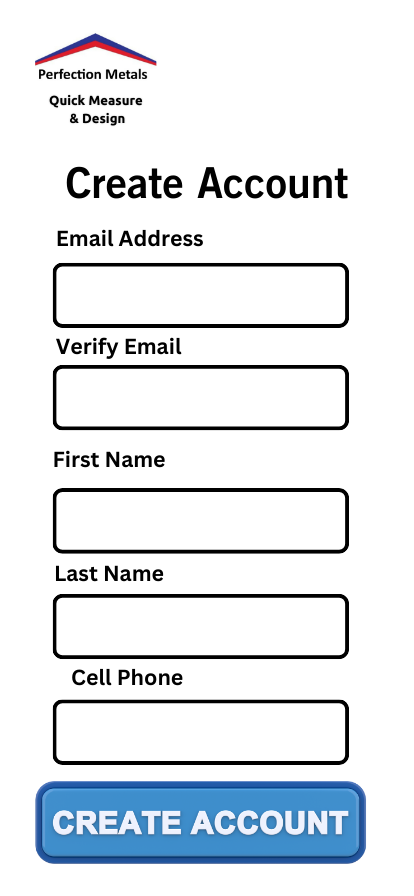 Perfection Metals
Quick Measure
& Design
Create Account
Email Address
Verify Email
First Name
Last Name
Cell Phone
CREATE ACCOUNT